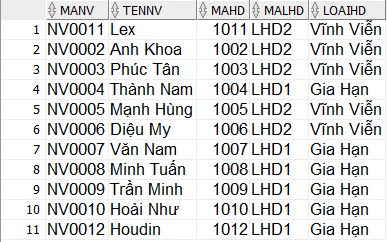 MANV TENNV MAHD MALHD LOAIHD
1 NV0011 Lex 1011 LHD2 Vĩnh Viễn
2 NV0002 Anh Khoa 1002 LHD2 Vĩnh Viễn
3 NV0003 Phúc Tân 1003 LHD2 Vĩnh Viễn
4 NV0004 Thành Nam 1004 LHD1 Gia Hạn
5 NV0005 Mạnh Hùng 1005 LHD2 Vĩnh Viễn
6 NV0006 Diệu My 1006 LHD2 Vĩnh Viễn
7 NV0007 Văn Nam 1007 LHD1 Gia Hạn
8 NV0008 Minh Tuấn 1008 LHD1 Gia Hạn
9 NV0009 Trần Minh 1009 LHD1 Gia Hạn
10 NV0010 Hoài Như 1010 LHD1 Gia Hạn
11 NV0012 Houdin 1012 LHD1 Gia Hạn